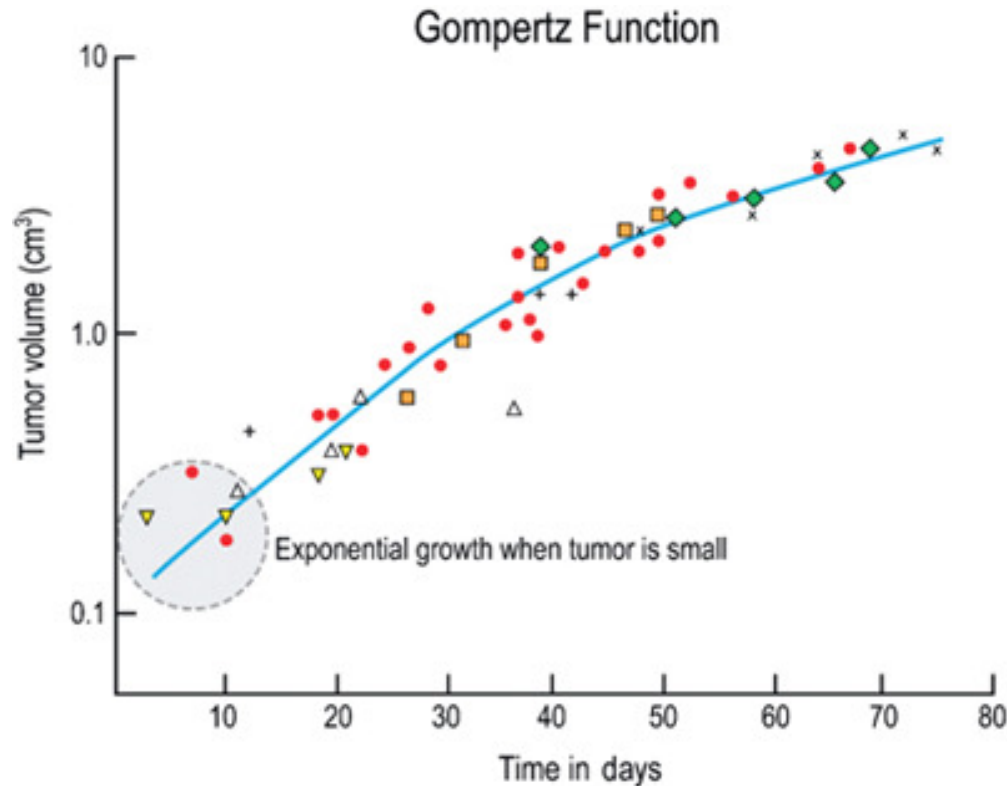 Gompertz Function
10
1.0
0.1
Tumor volume (cm³)
Exponential growth when tumor is small
10 20 30 40 50 60 70 80
Time in days